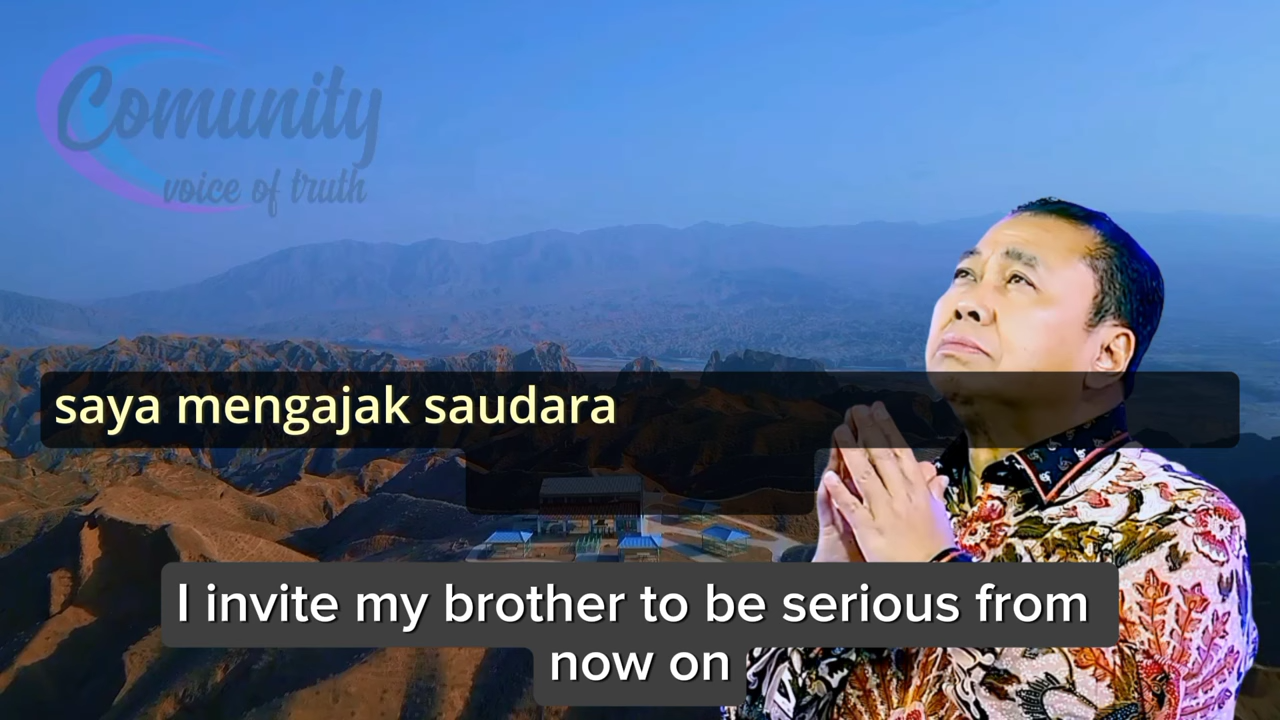 Comunity
voice of truth
saya mengajak saudara
I invite my brother to be serious from
now on